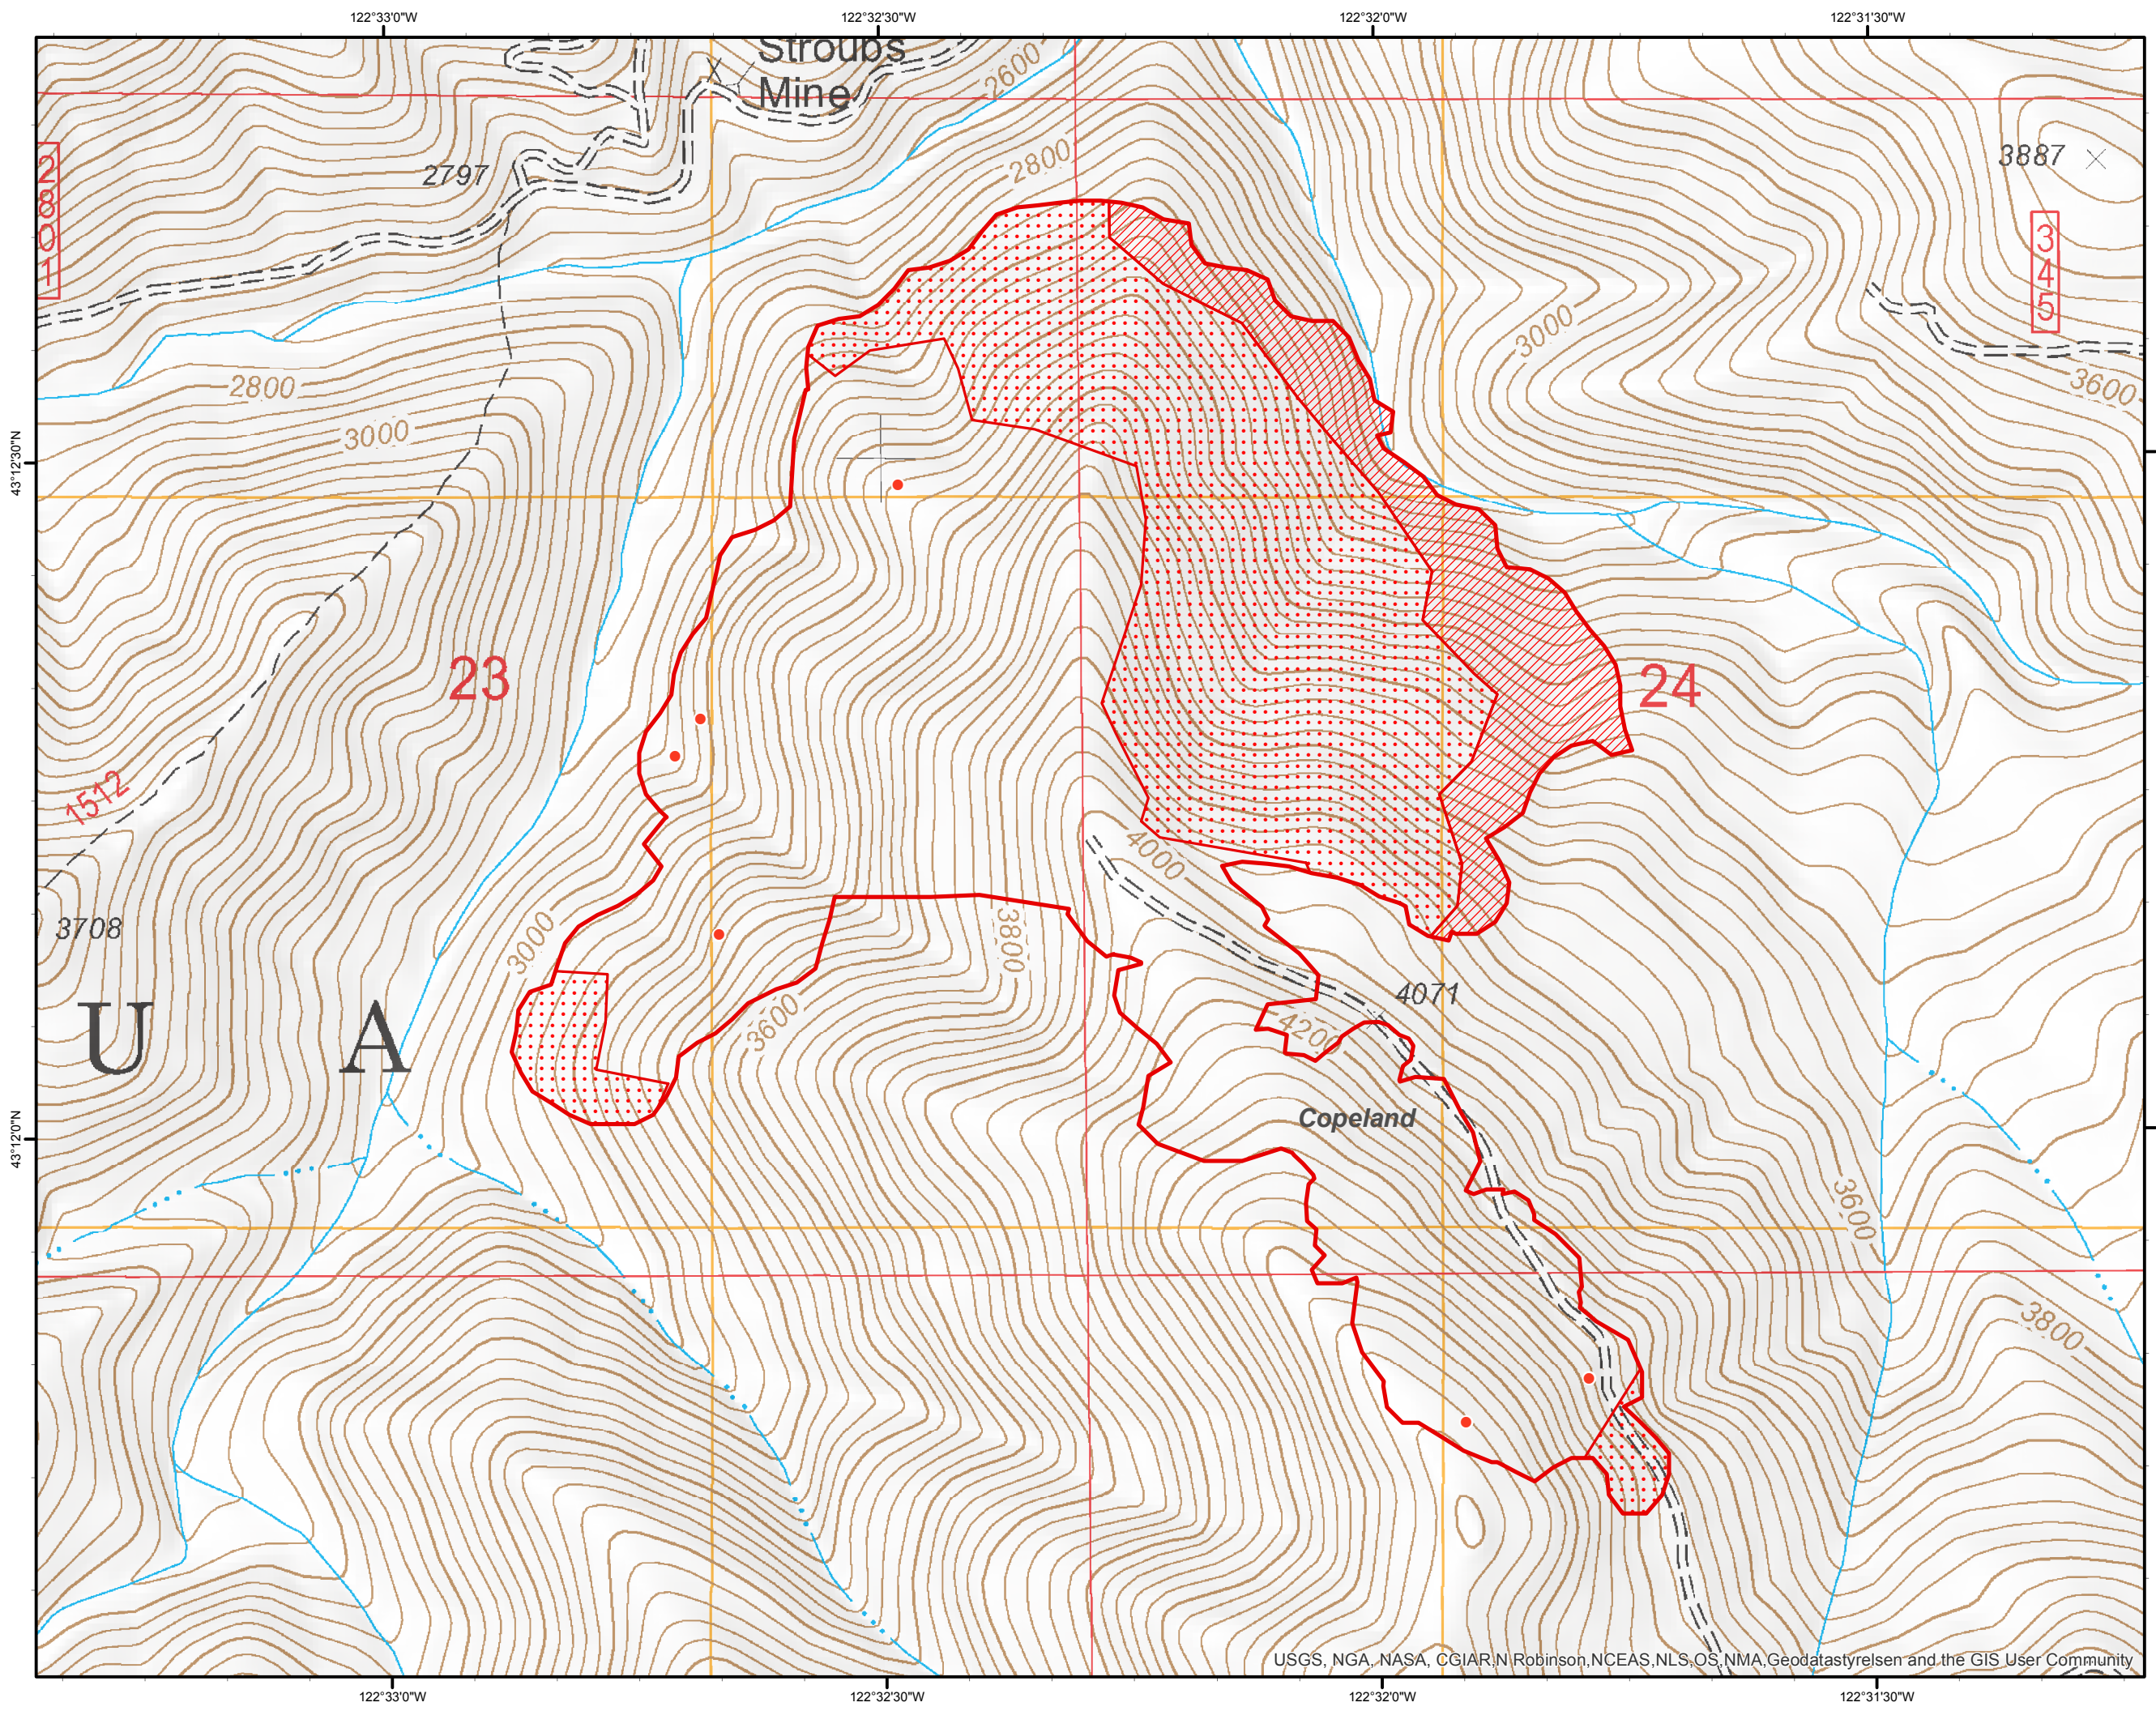 122°33'0"W
122°32'30"W
122°32'0"W
122°31'30"W
Stroubs
Mine
2600
2797
2800
3887
2801
345
3000
2800
3600
3000
43°12'30"N
23
24
1512
4000
3708
3000
3800
4071
3600
4200
U A
Copeland
43°12'0"N
3600
3800
USGS, NGA, NASA, CGIAR,N Robinson,NCEAS,NLS,OS,NMA,Geodatastyrelsen and the GIS User Community
122°33'0"W
122°32'30"W
122°32'0"W
122°31'30"W